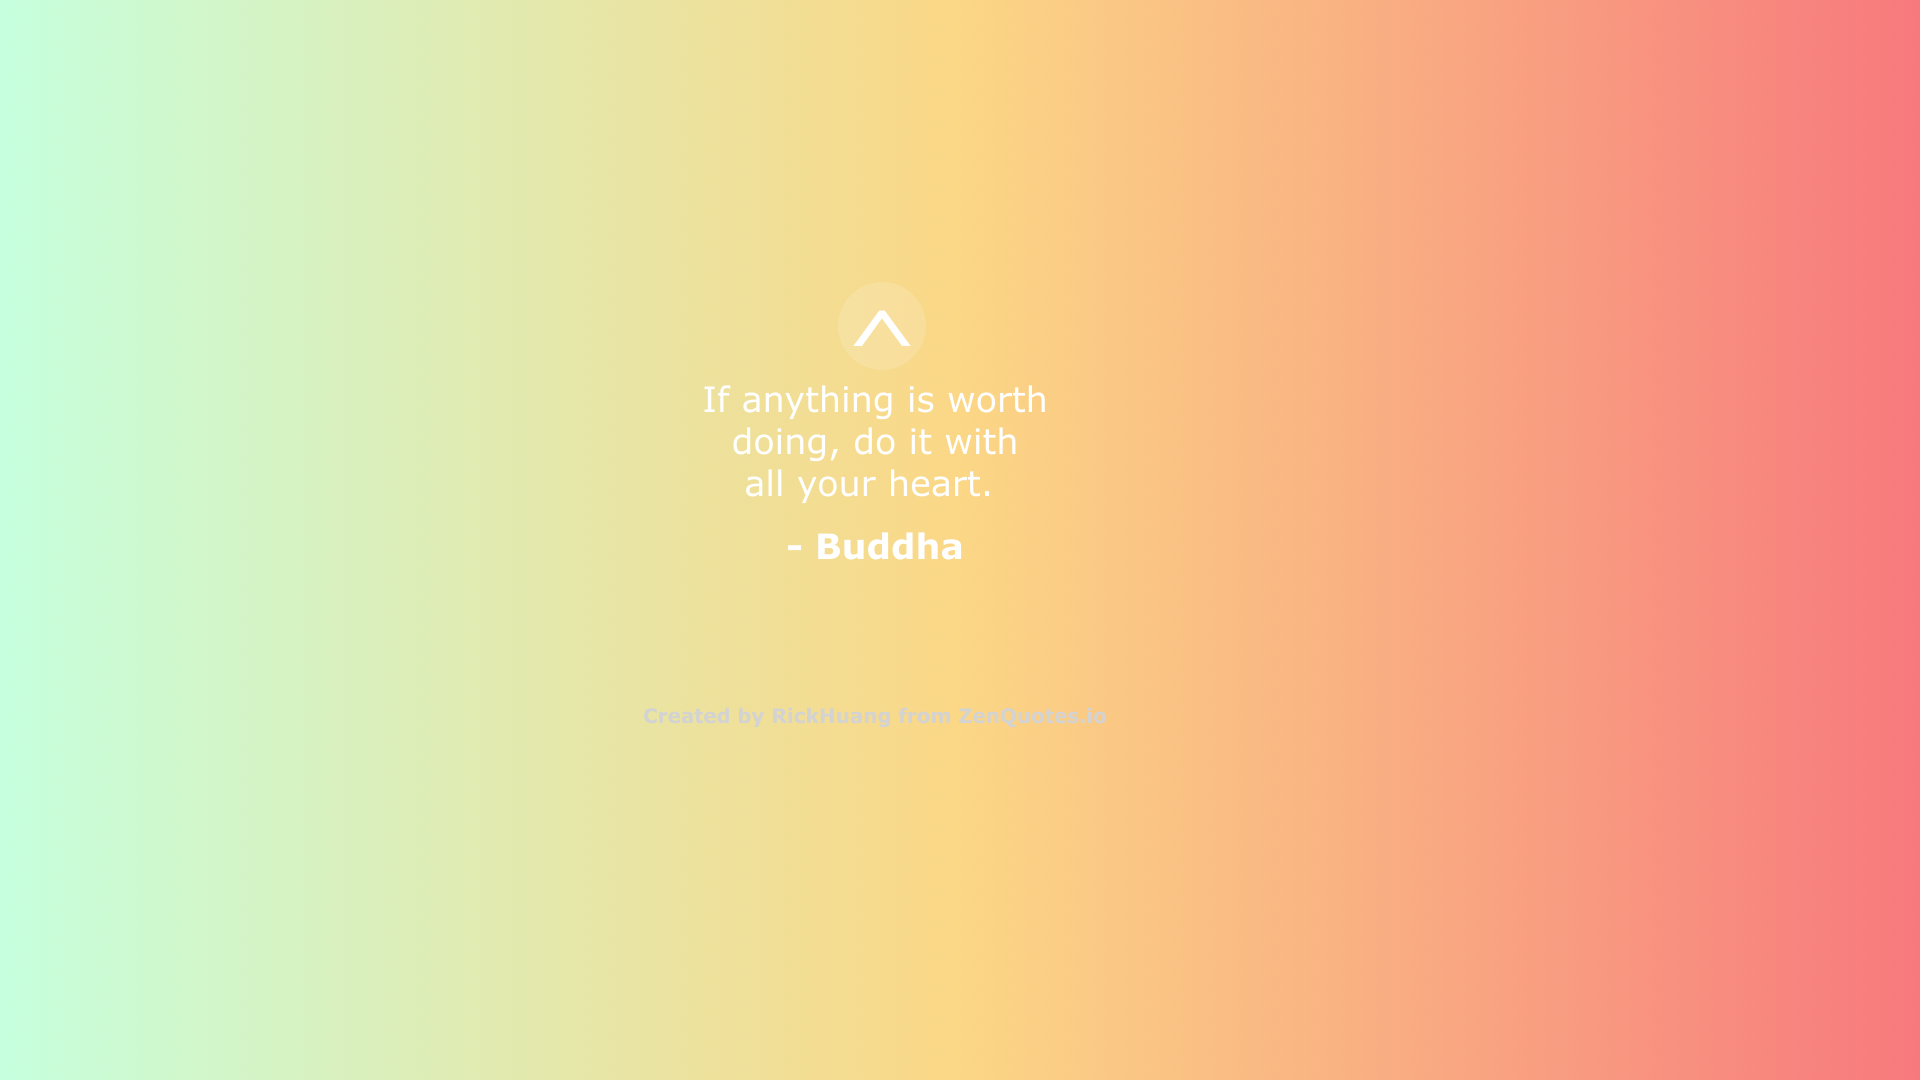 If anything is worth
doing, do it with
all your heart.
- Buddha
Created by RickHuang from ZenQuotes.io